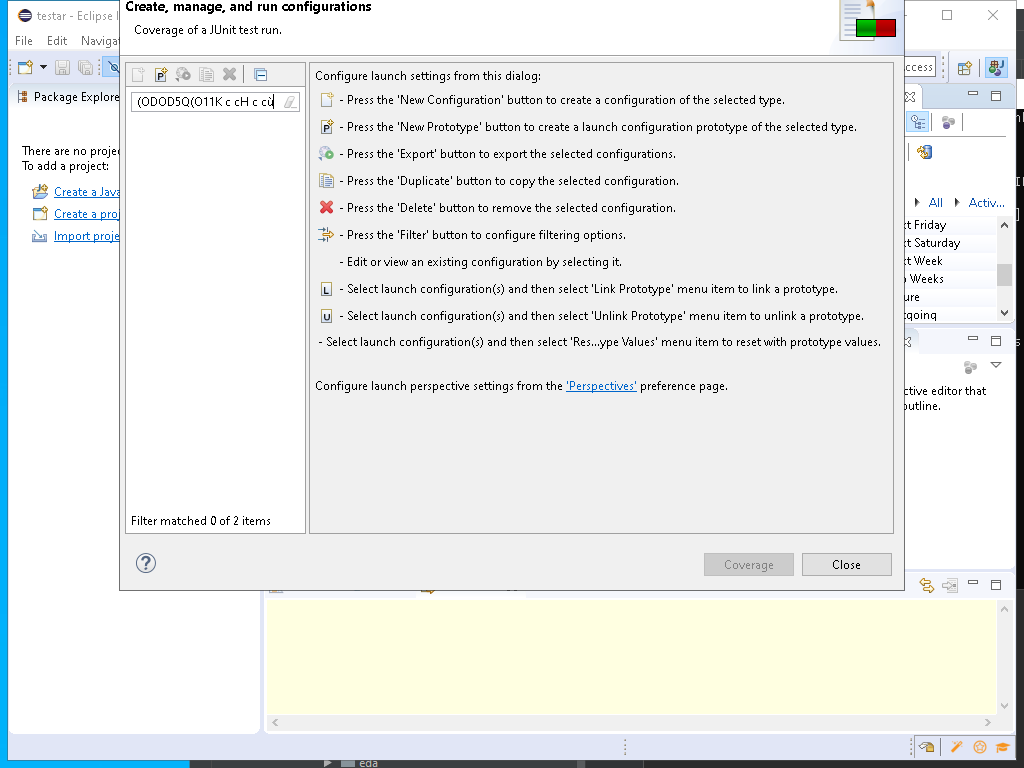 Create, manage, and run configurations
Coverage of a JUnit test run.
testar - Eclipse I
File Edit Naviga
Package Explore
There are no proje
To add a project:
Create a Java
Create a proj
Import proje
(ODOD5Q(O11K c cH c cù
Filter matched 0 of 2 items
Configure launch settings from this dialog:
- Press the 'New Configuration' button to create a configuration of the selected type.
P - Press the 'New Prototype' button to create a launch configuration prototype of the selected type.
- Press the 'Export' button to export the selected configurations.
- Press the 'Duplicate' button to copy the selected configuration.
- Press the 'Delete' button to remove the selected configuration.
- Press the 'Filter' button to configure filtering options.
- Edit or view an existing configuration by selecting it.
L - Select launch configuration(s) and then select 'Link Prototype' menu item to link a prototype.
U - Select launch configuration(s) and then select 'Unlink Prototype' menu item to unlink a prototype.
- Select launch configuration(s) and then select 'Res...ype Values' menu item to reset with prototype values.
Configure launch perspective settings from the 'Perspectives' preference page.
? Coverage Close
ccess
All Activ...
xt Friday
xt Saturday
xt Week
o Weeks
ure
tgoing
ctive editor that
outline.
eda